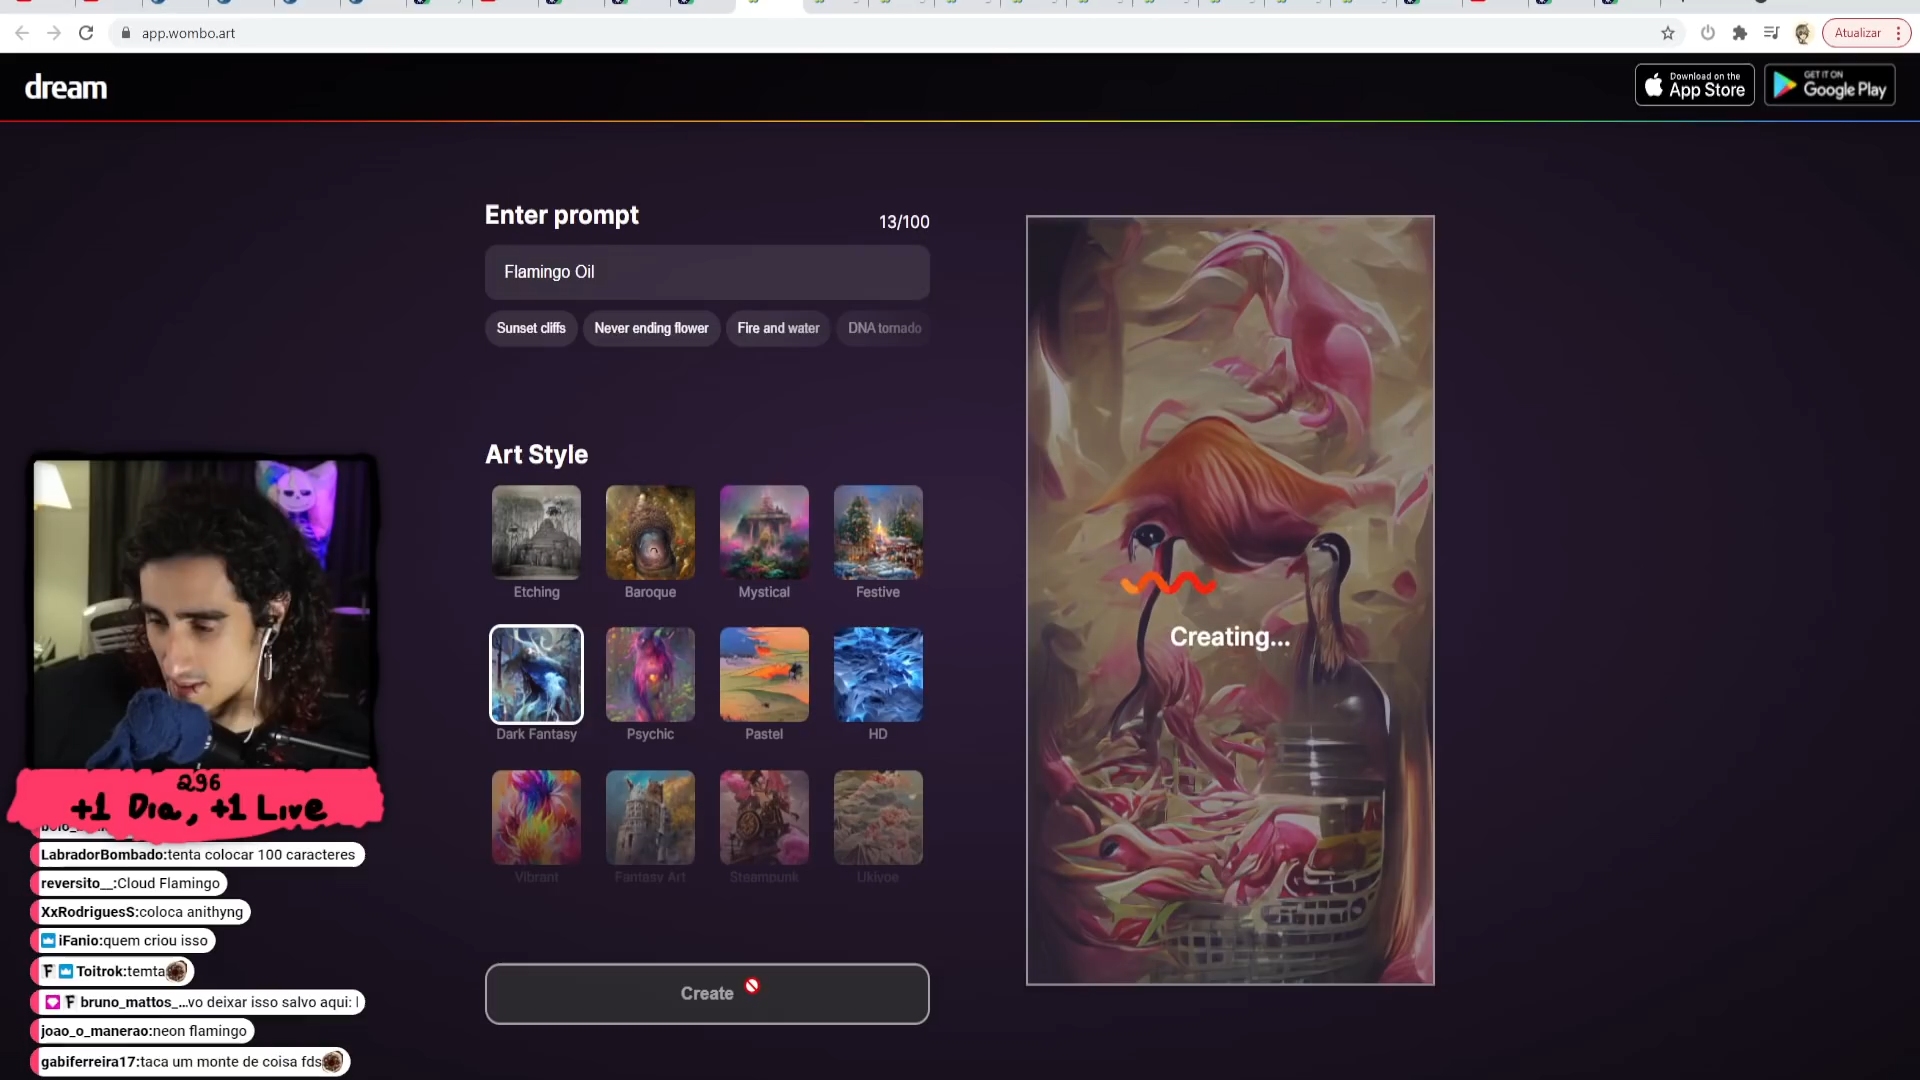 app.wombo.art
Atualizar
dream
Download on the
App Store
GET IT ON
Google Play
Enter prompt
13/100
Flamingo Oil
Sunset cliffs
Never ending flower
Fire and water
DNA tornado
Art Style
Etching
Baroque
Mystical
Festive
Dark Fantasy
Psychic
Pastel
HD
Vibrant
Fantasy Art
Steampunk
Ukiyoe
Create
Creating...
296
+1 Dia, +1 Live
LabradorBombado:tenta colocar 100 caracteres
reversito__:Cloud Flamingo
XxRodriguesS:coloca anithyng
iFanio:quem criou isso
F Toitrok:temta
F bruno_mattos_...vo deixar isso salvo aqui:
joao_o_manerao:neon flamingo
gabiferreira17:taca um monte de coisa fds